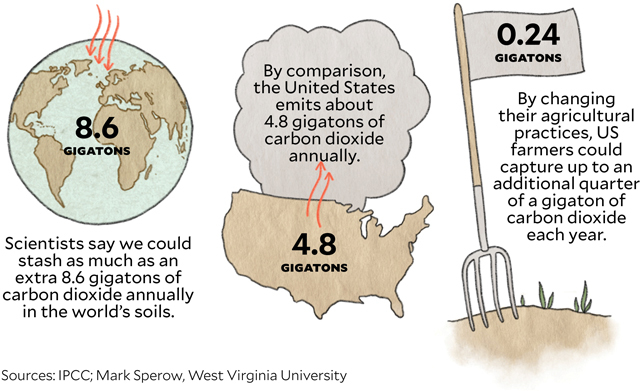 8.6
GIGATONS
Scientists say we could
stash as much as an
extra 8.6 gigatons of
carbon dioxide annually
in the world's soils.
By comparison,
the United States
emits about
4.8 gigatons of
carbon dioxide
annually.
4.8
GIGATONS
0.24
GIGATONS
By changing
their agricultural
practices, US
farmers could
capture up to an
additional quarter
of a gigaton of
carbon dioxide
each year.
Sources: IPCC; Mark Sperow, West Virginia University